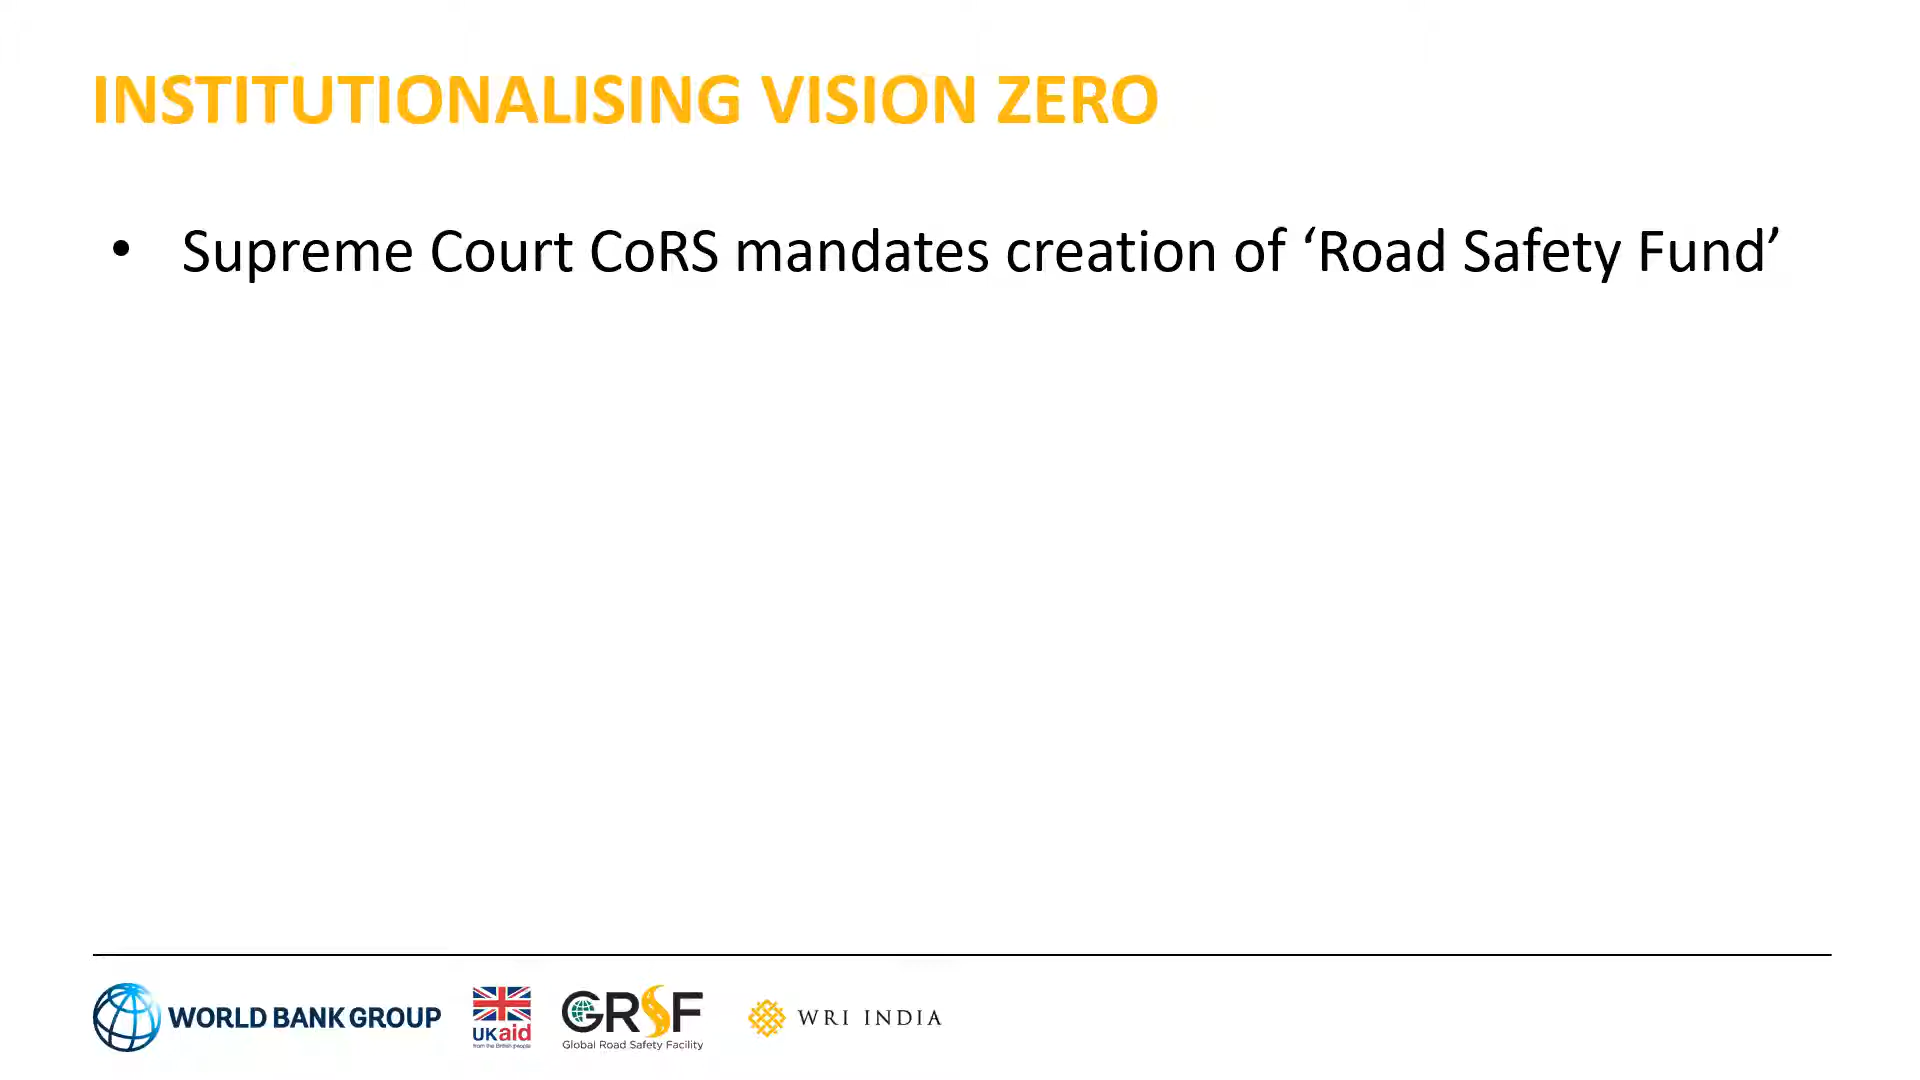 INSTITUTIONALISING VISION ZERO
• Supreme Court CoRS mandates creation of ‘Road Safety Fund’
WORLD BANK GROUP
UKaid
from the British people
GRSF
Global Road Safety Facility
WRI INDIA